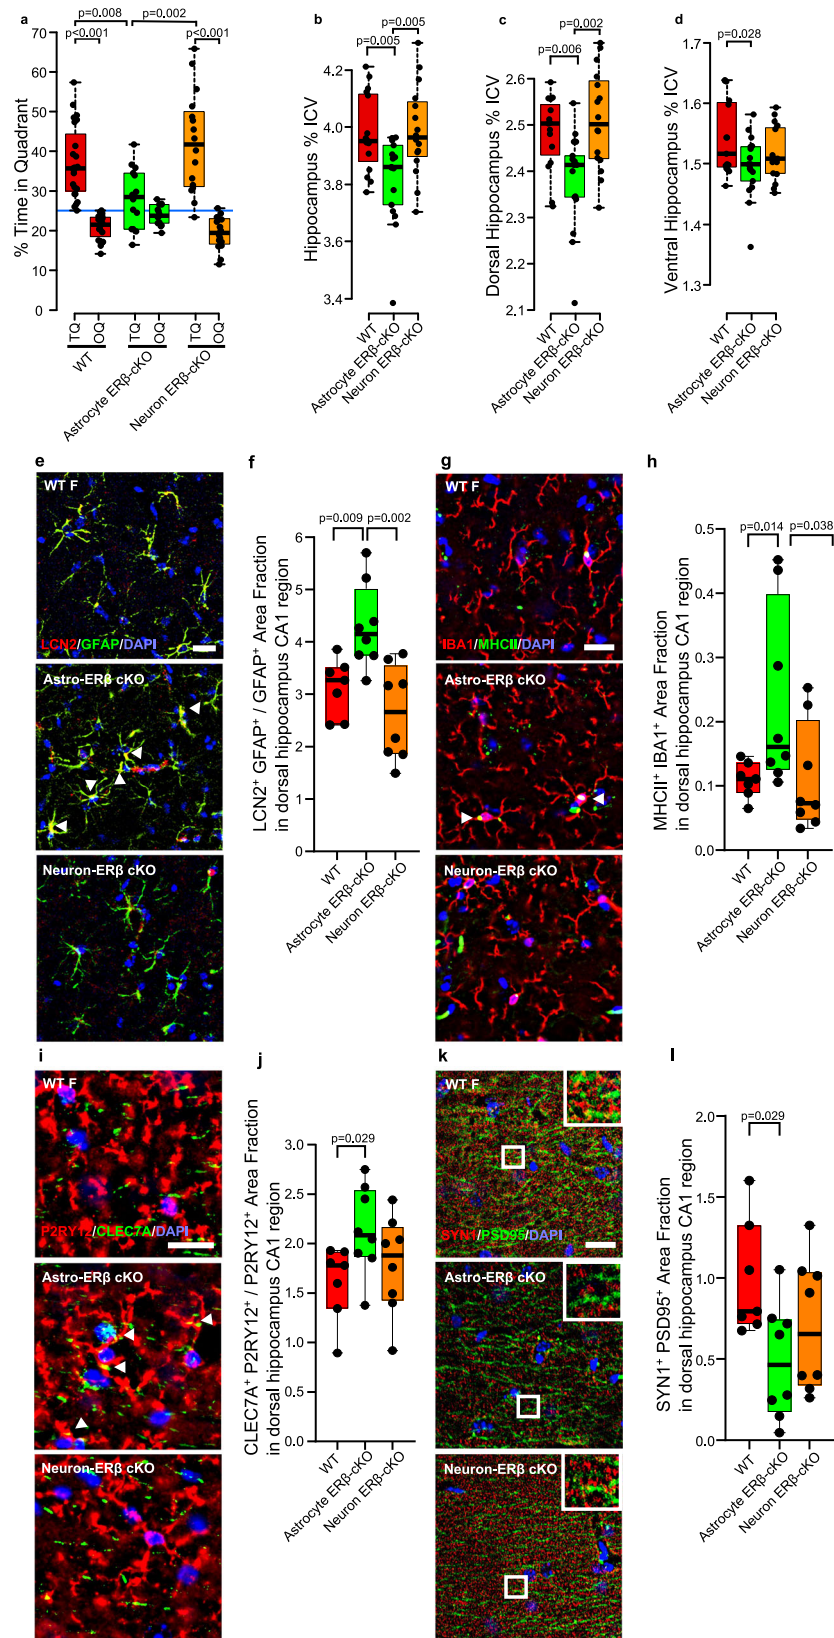 a
p=0.008
p=0.002
p<0.001
p<0.001
% Time in Quadrant
70
60
50
40
30
20
10
0
TQ
OQ
TQ
OQ
TQ
OQ
WT
Astrocyte ERβ-cKO
Neuron ERβ-cKO
b
p=0.005
p=0.005
Hippocampus % ICV
4.2
4.0
3.8
3.4
WT
Astrocyte ERβ-cKO
Neuron ERβ-cKO
c
p=0.002
p=0.006
Dorsal Hippocampus % ICV
2.6
2.5
2.4
2.3
2.2
2.1
WT
Astrocyte ERβ-cKO
Neuron ERβ-cKO
d
p=0.028
Ventral Hippocampus % ICV
1.7
1.6
1.5
1.4
1.3
WT
Astrocyte ERβ-cKO
Neuron ERβ-cKO
e
WT F
LCN2/GFAP/DAPI
Astro-ERβ cKO
Neuron-ERβ cKO
f
p=0.009
p=0.002
LCN2⁺ GFAP⁺ / GFAP⁺ Area Fraction
in dorsal hippocampus CA1 region
6
5
4
3
2
1
0
WT
Astrocyte ERβ-cKO
Neuron ERβ-cKO
g
WT F
IBA1/MHCII/DAPI
Astro-ERβ cKO
Neuron-ERβ cKO
h
p=0.014
p=0.038
MHCII⁺ IBA1⁺ Area Fraction
in dorsal hippocampus CA1 region
0.5
0.4
0.3
0.2
0.1
0.0
WT
Astrocyte ERβ-cKO
Neuron ERβ-cKO
i
WT F
P2RY12/CLEC7A/DAPI
Astro-ERβ cKO
Neuron-ERβ cKO
j
p=0.029
CLEC7A⁺ P2RY12⁺ / P2RY12⁺ Area Fraction
in dorsal hippocampus CA1 region
3.0
2.5
2.0
1.5
1.0
0.5
0.0
WT
Astrocyte ERβ-cKO
Neuron ERβ-cKO
k
WT F
SYN1/PSD95/DAPI
Astro-ERβ cKO
Neuron-ERβ cKO
l
p=0.029
SYN1⁺ PSD95⁺ Area Fraction
in dorsal hippocampus CA1 region
2.0
1.5
1.0
0.5
0.0
WT
Astrocyte ERβ-cKO
Neuron ERβ-cKO